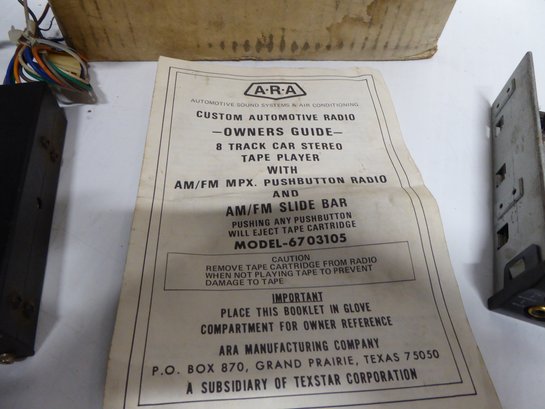 A·R·A
AUTOMOTIVE SOUND SYSTEMS & AIR CONDITIONING
CUSTOM AUTOMOTIVE RADIO
—OWNERS GUIDE—
8 TRACK CAR STEREO
TAPE PLAYER
WITH
AM/FM MPX. PUSHBUTTON RADIO
AND
AM/FM SLIDE BAR
PUSHING ANY PUSHBUTTON
WILL EJECT TAPE CARTRIDGE
MODEL-6703105
CAUTION
REMOVE TAPE CARTRIDGE FROM RADIO
WHEN NOT PLAYING TAPE TO PREVENT
DAMAGE TO TAPE
IMPORTANT
PLACE THIS BOOKLET IN GLOVE
COMPARTMENT FOR OWNER REFERENCE
ARA MANUFACTURING COMPANY
P.O. BOX 870, GRAND PRAIRIE, TEXAS 75050
A SUBSIDIARY OF TEXSTAR CORPORATION